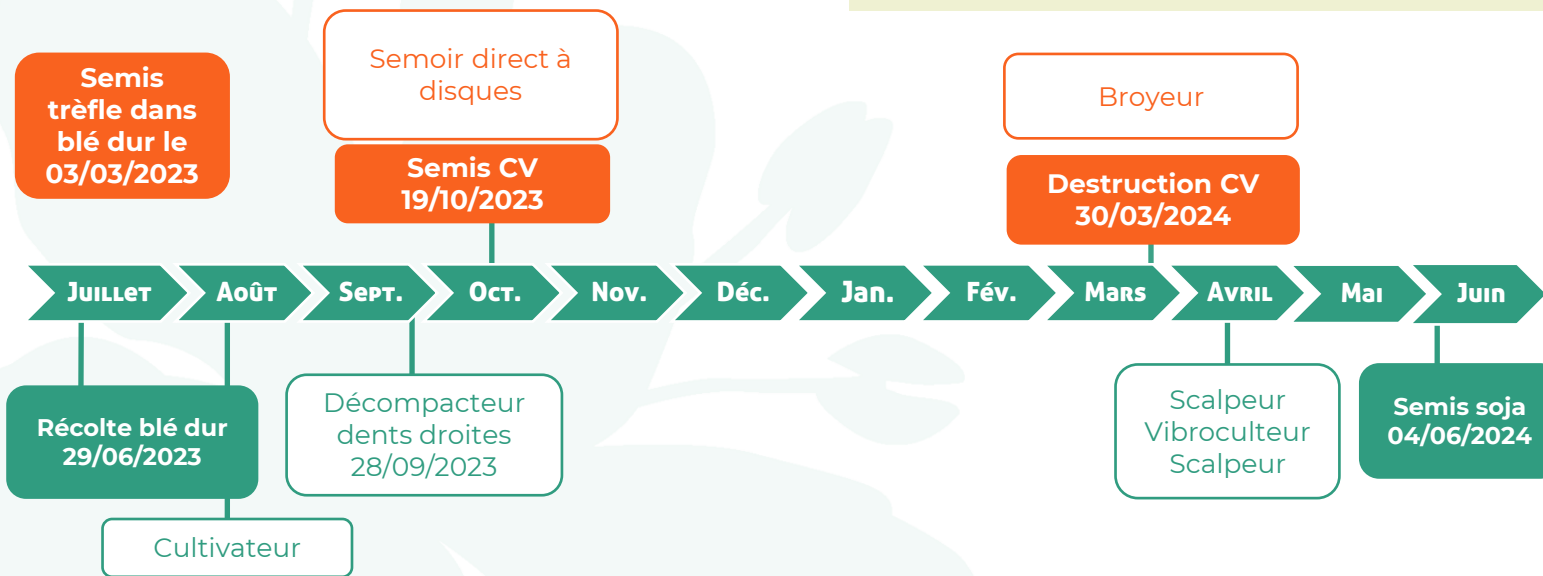 Semis
trèfle dans
blé dur le
03/03/2023
Semoir direct à
disques
Semis CV
19/10/2023
Broyeur
Destruction CV
30/03/2024
Juillet
Août
Sept.
Oct.
Nov.
Déc.
Jan.
Fév.
Mars
Avril
Mai
Juin
Récolte blé dur
29/06/2023
Cultivateur
Décompacteur
dents droites
28/09/2023
Scalpeur
Vibroculteur
Scalpeur
Semis soja
04/06/2024